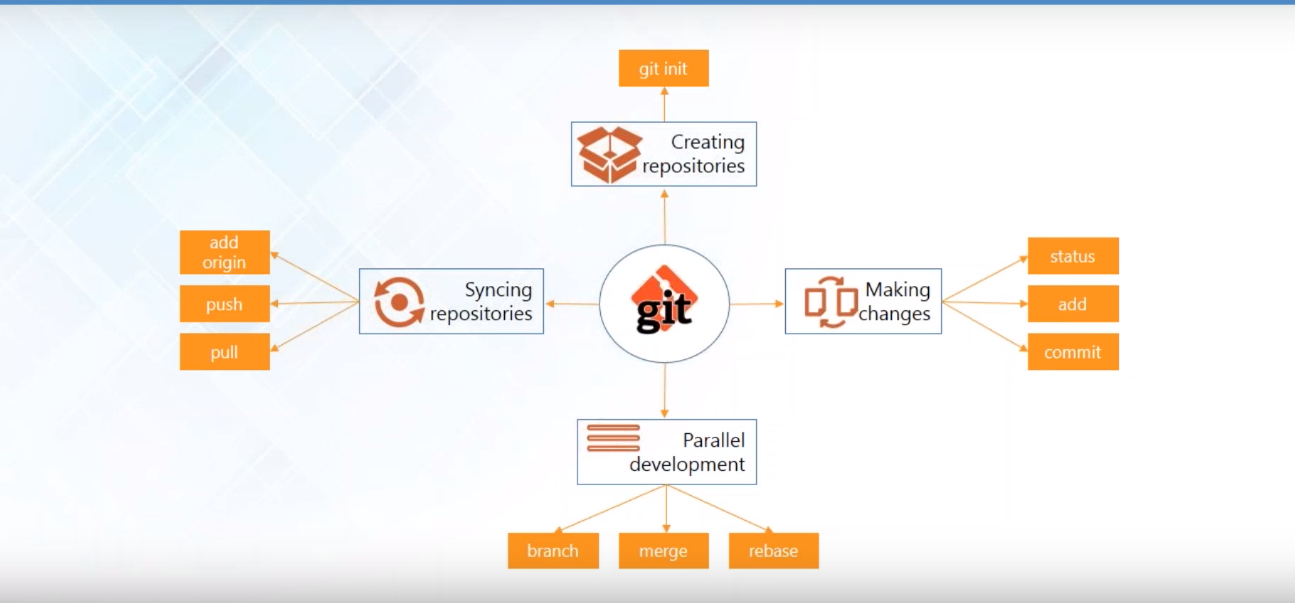 git init
Creating
repositories
add
origin
push
pull
Syncing
repositories
git
Making
changes
status
add
commit
Parallel
development
branch
merge
rebase